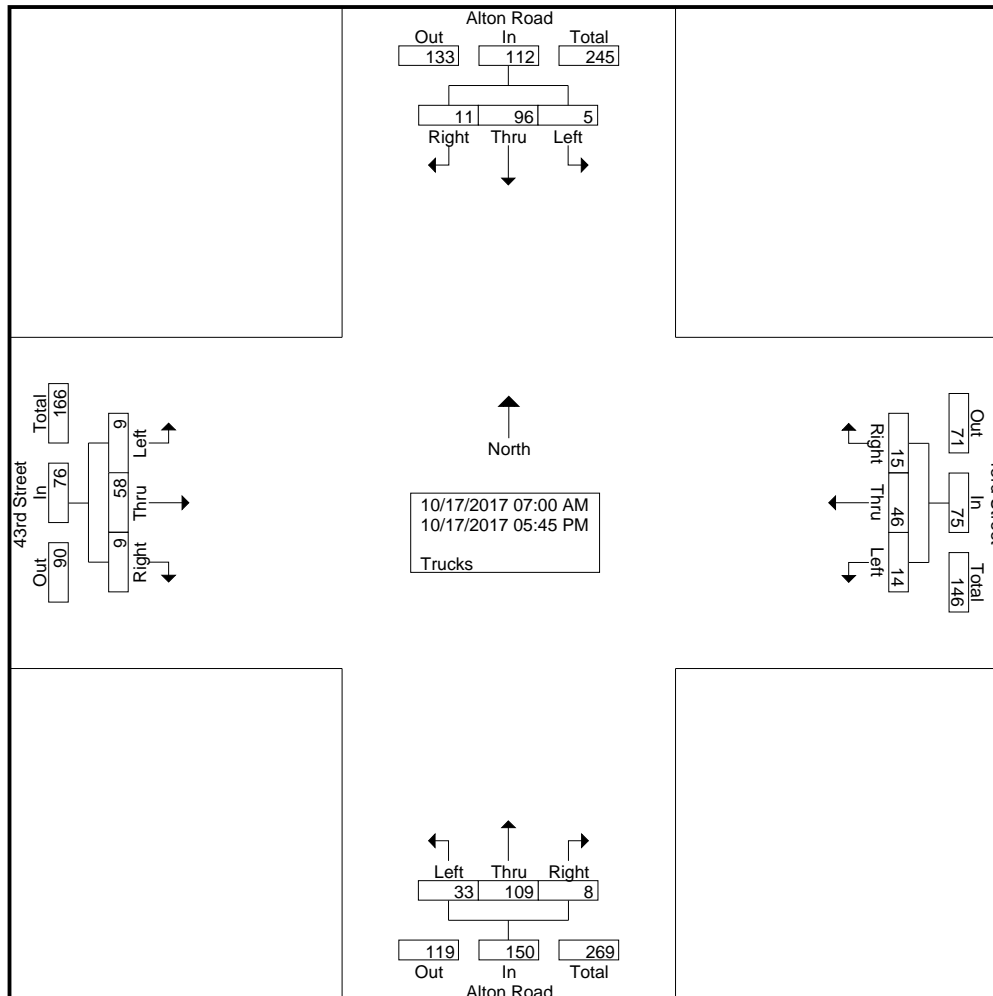 Alton Road
Out In Total
133 112 245
11 96 5
Right Thru Left
43rd Street
Total In Out
166 76 90
9 58 9
Left Thru Right
North
10/17/2017 07:00 AM
10/17/2017 05:45 PM
Trucks
Right Thru Left
15 46 14
71 75 146
Out In Total
Left Thru Right
33 109 8
119 150 269
Out In Total
Alton Road